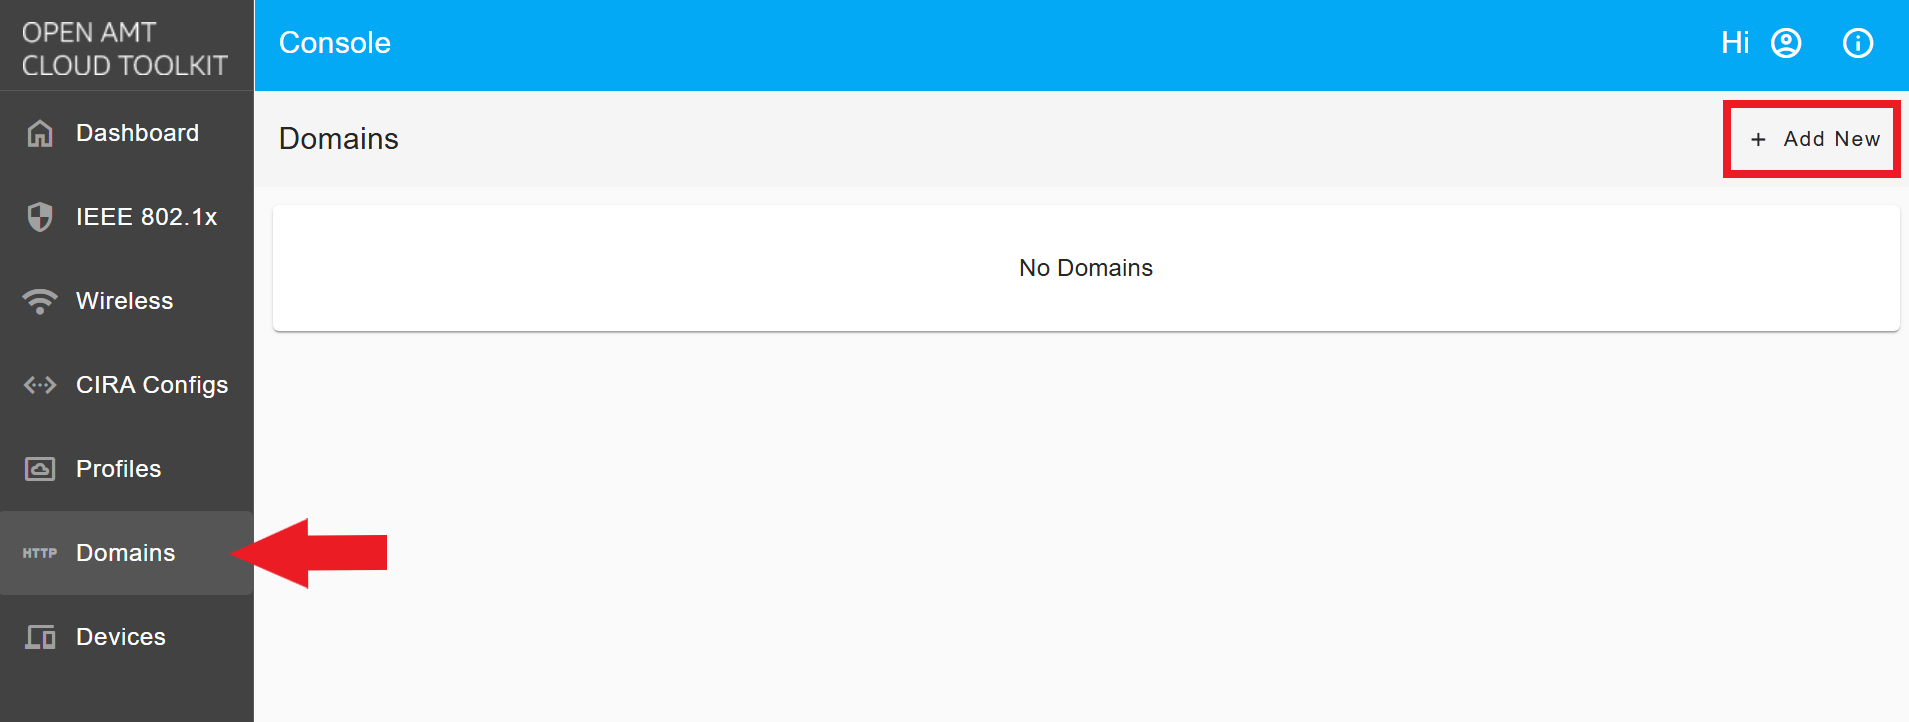 OPEN AMT
CLOUD TOOLKIT
Console
Hi
Dashboard
IEEE 802.1x
Wireless
CIRA Configs
Profiles
HTTP Domains
Devices
Domains
+ Add New
No Domains